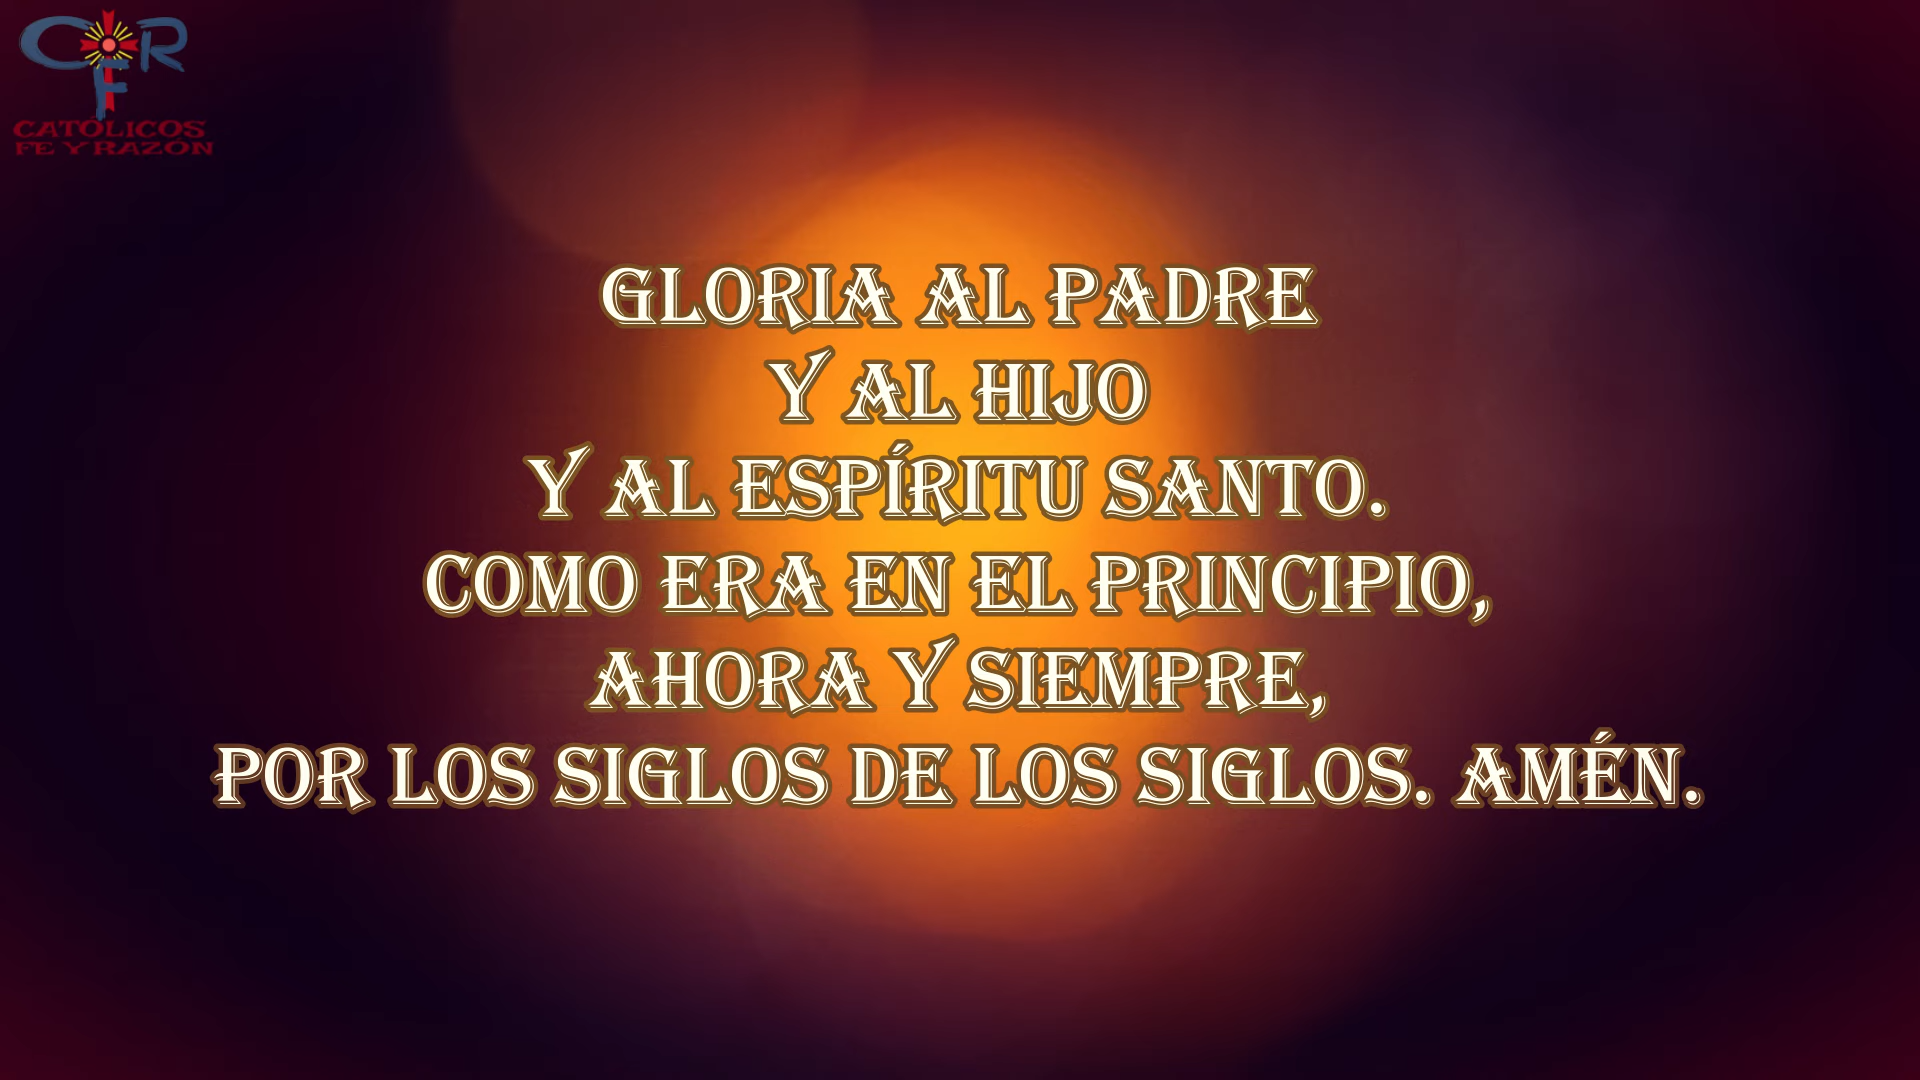 CFR
CATÓLICOS
FE Y RAZÓN
GLORIA AL PADRE
Y AL HIJO
Y AL ESPÍRITU SANTO.
COMO ERA EN EL PRINCIPIO,
AHORA Y SIEMPRE,
POR LOS SIGLOS DE LOS SIGLOS. AMÉN.